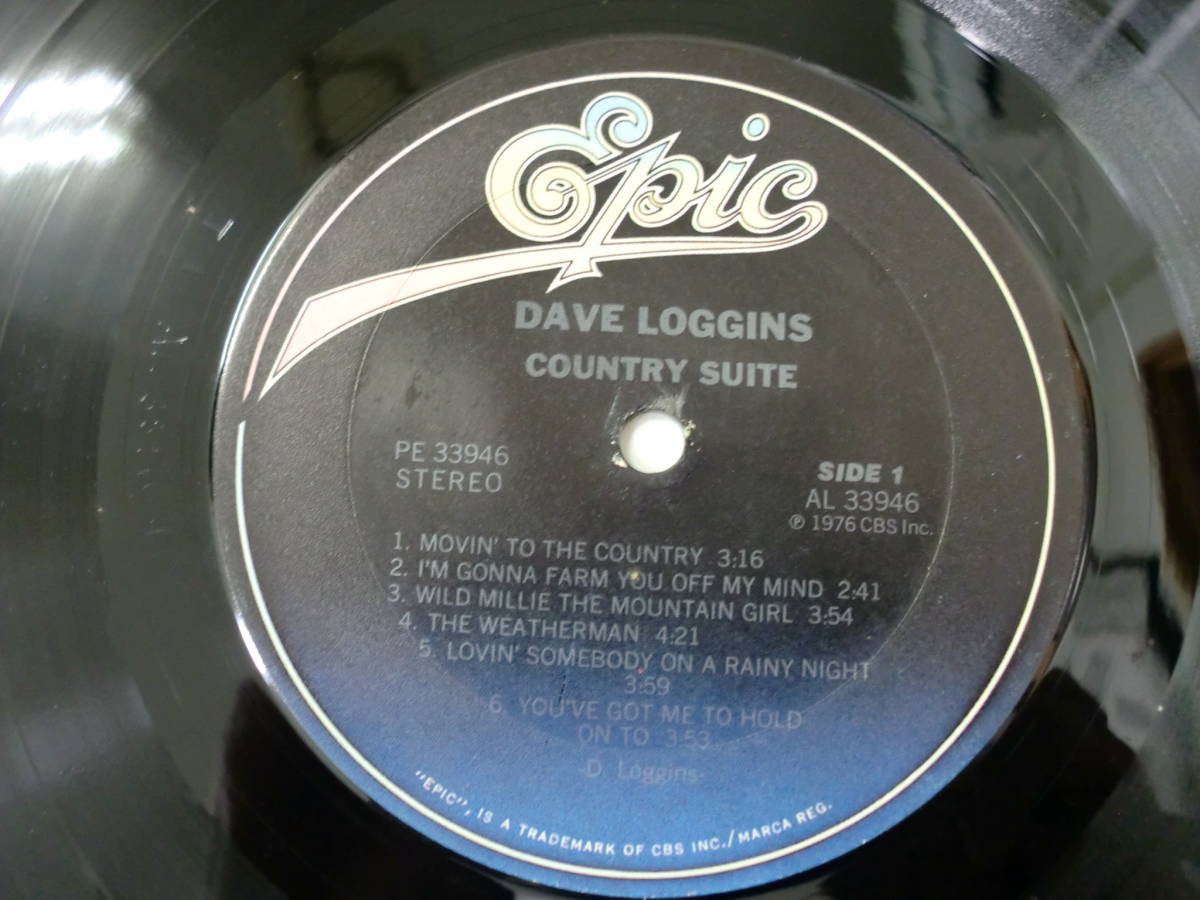 Epic
DAVE LOGGINS
COUNTRY SUITE
PE 33946
STEREO
SIDE 1
AL 33946
℗ 1976 CBS Inc.
1. MOVIN' TO THE COUNTRY 3:16
2. I'M GONNA FARM YOU OFF MY MIND 2:41
3. WILD MILLIE THE MOUNTAIN GIRL 3:54
4. THE WEATHERMAN 4:21
5. LOVIN' SOMEBODY ON A RAINY NIGHT
3:59
6. YOU'VE GOT ME TO HOLD
ON TO 3:53
-D. Loggins-
"EPIC", IS A TRADEMARK OF CBS INC./MARCA REG.